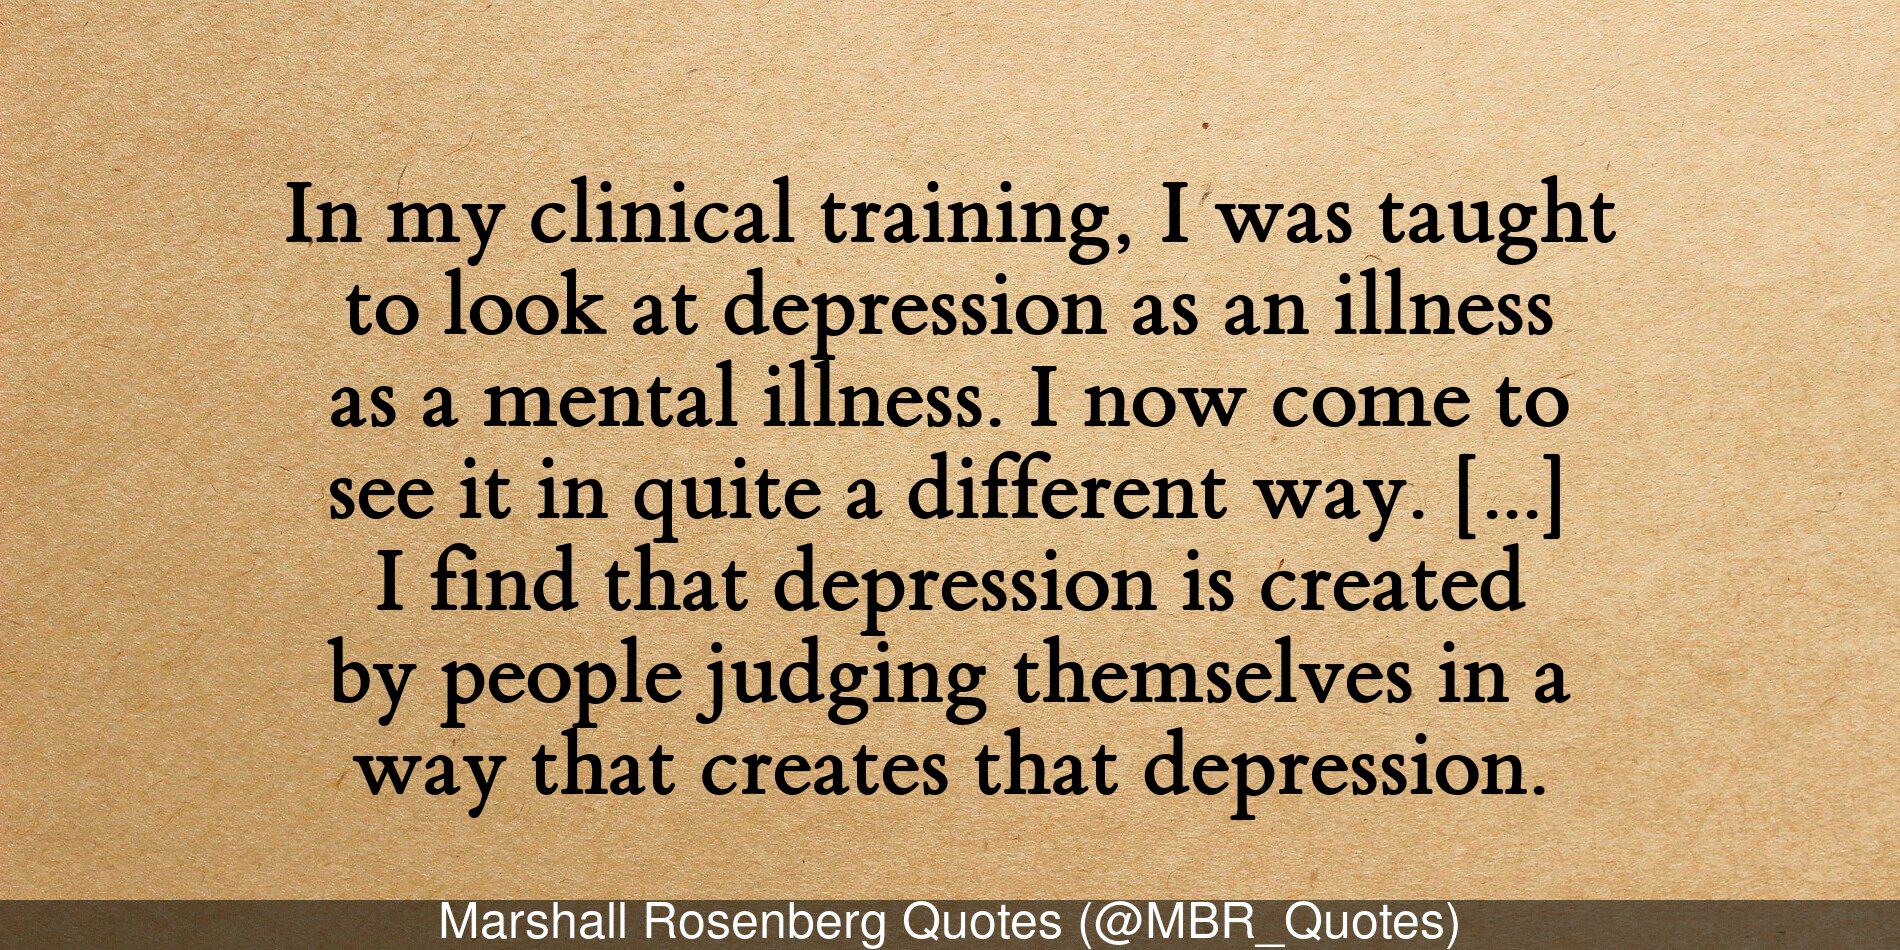 In my clinical training, I was taught
to look at depression as an illness
as a mental illness. I now come to
see it in quite a different way. [...]
I find that depression is created
by people judging themselves in a
way that creates that depression.
Marshall Rosenberg Quotes (@MBR_Quotes)